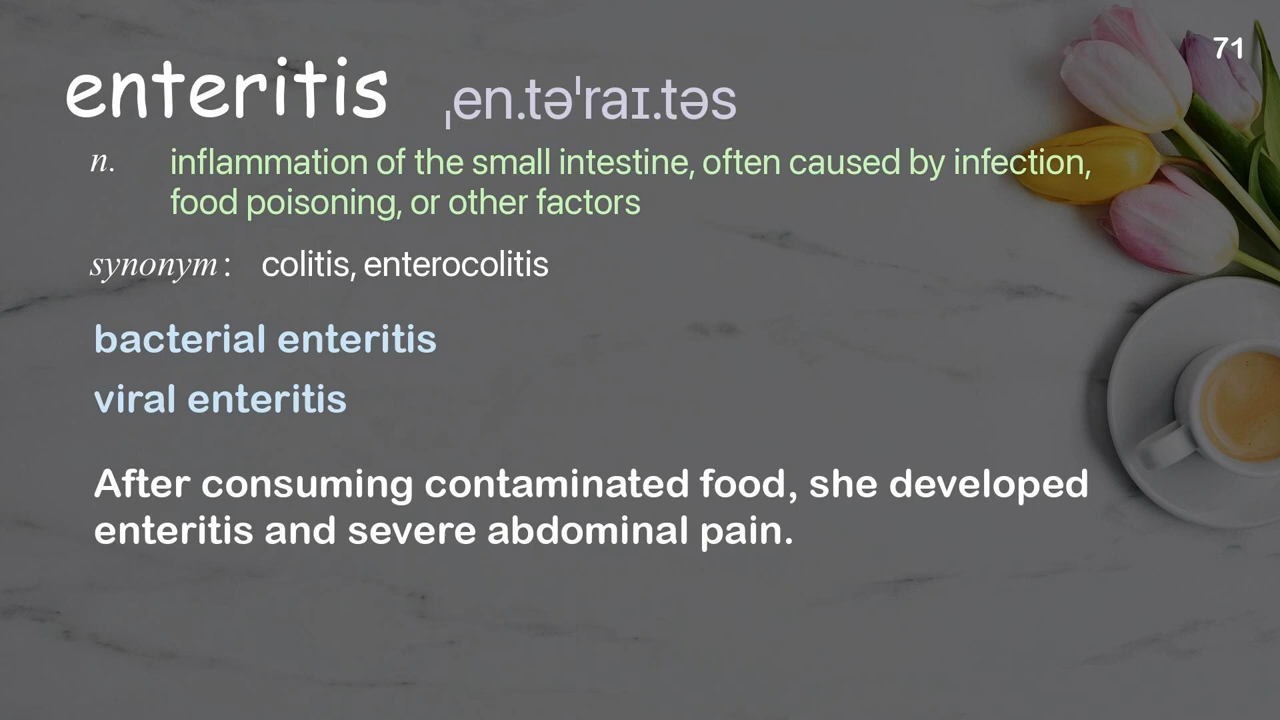 71
enteritis ˌen.təˈraɪ.təs
n. inflammation of the small intestine, often caused by infection,
food poisoning, or other factors
synonym: colitis, enterocolitis
bacterial enteritis
viral enteritis
After consuming contaminated food, she developed
enteritis and severe abdominal pain.